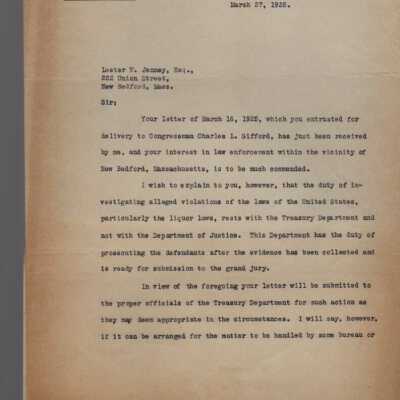 March 27, 1925.
Lester W. Jenney, Esq.,
222 Union Street,
New Bedford, Mass.
Sir:
Your letter of March 16, 1925, which you entrusted for
delivery to Congressman Charles L. Gifford, has just been received
by me, and your interest in law enforcement within the vicinity of
New Bedford, Massachusetts, is to be much commended.
I wish to explain to you, however, that the duty of in-
vestigating alleged violations of the laws of the United States,
particularly the liquor laws, rests with the Treasury Department and
not with the Department of Justice. This Department has the duty of
prosecuting the defendants after the evidence has been collected and
is ready for submission to the grand jury.
In view of the foregoing your letter will be submitted to
the proper officials of the Treasury Department for such action as
they may deem appropriate in the circumstances. I will say, however,
if it can be arranged for the matter to be handled by some bureau or